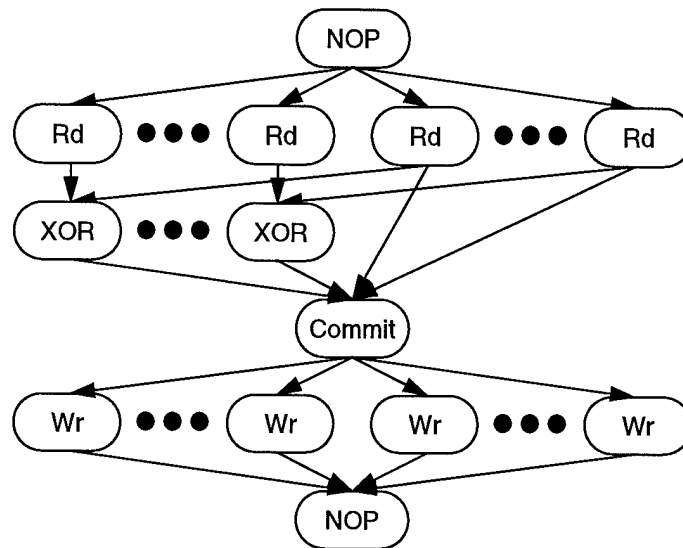 NOP
Rd Rd Rd Rd
XOR XOR
Commit
Wr Wr Wr Wr
NOP